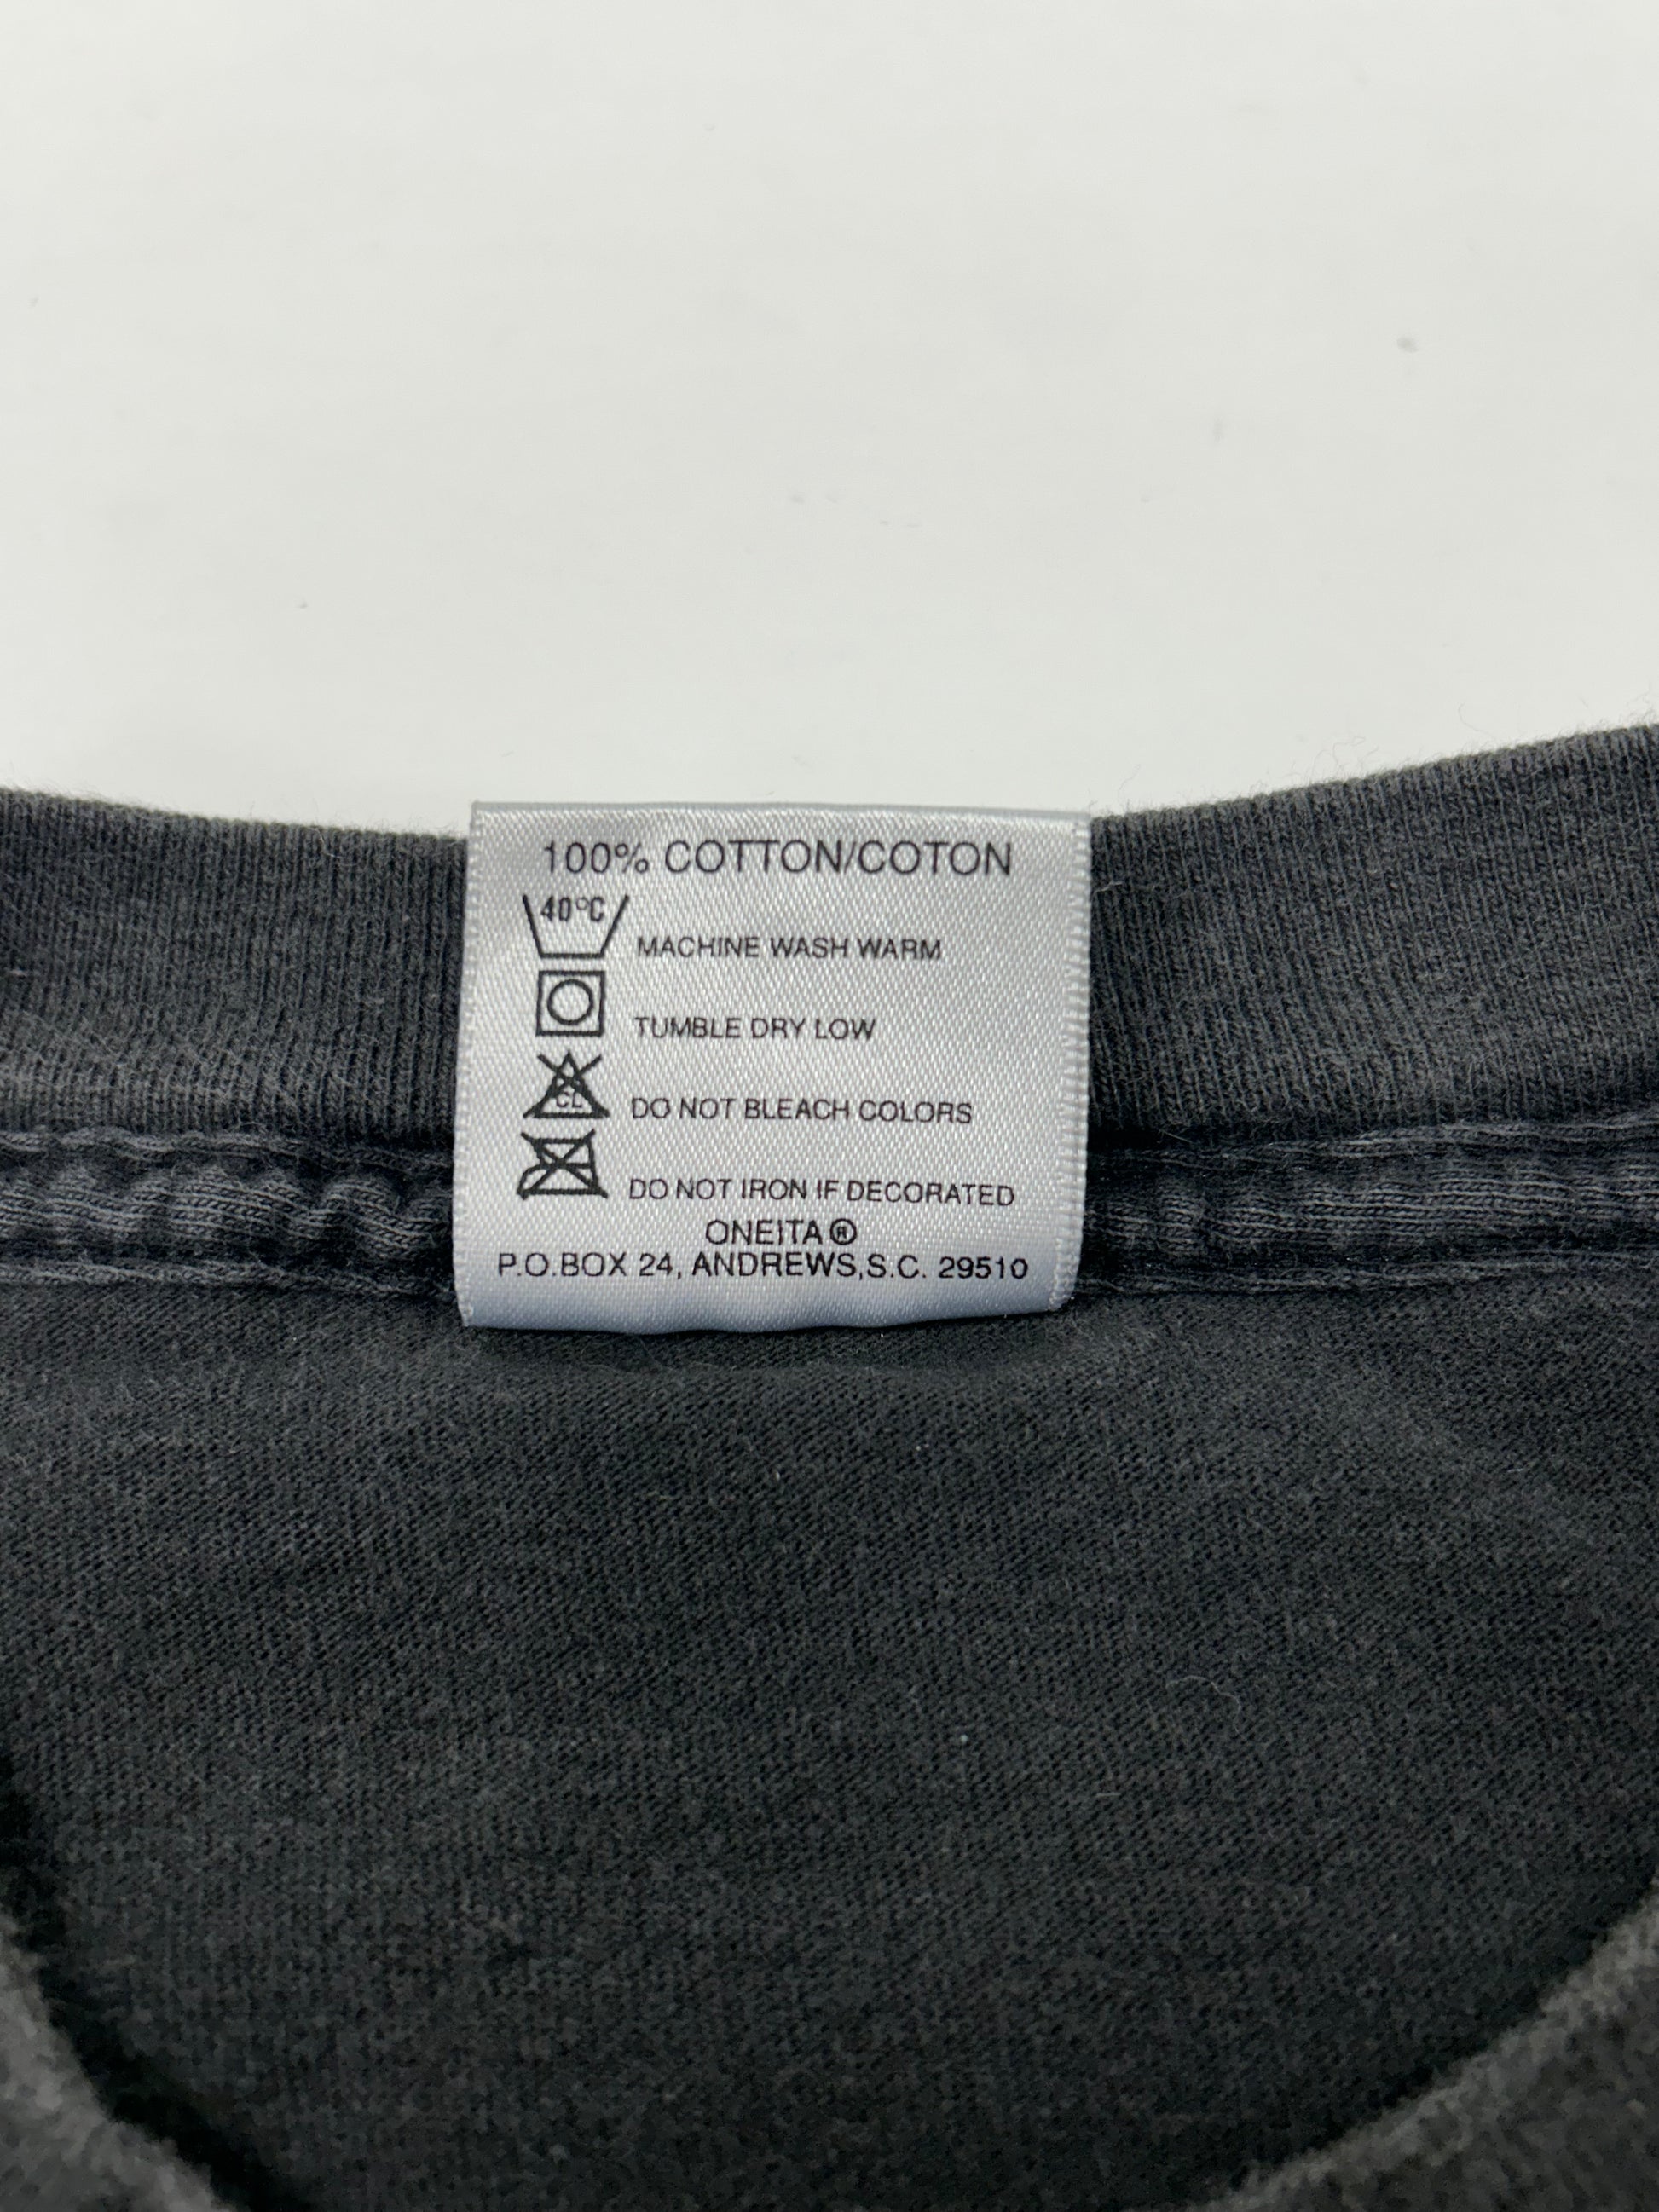 100% COTTON/COTON
40°C
MACHINE WASH WARM
TUMBLE DRY LOW
CL
DO NOT BLEACH COLORS
DO NOT IRON IF DECORATED
ONEITA®
P.O.BOX 24, ANDREWS,S.C. 29510